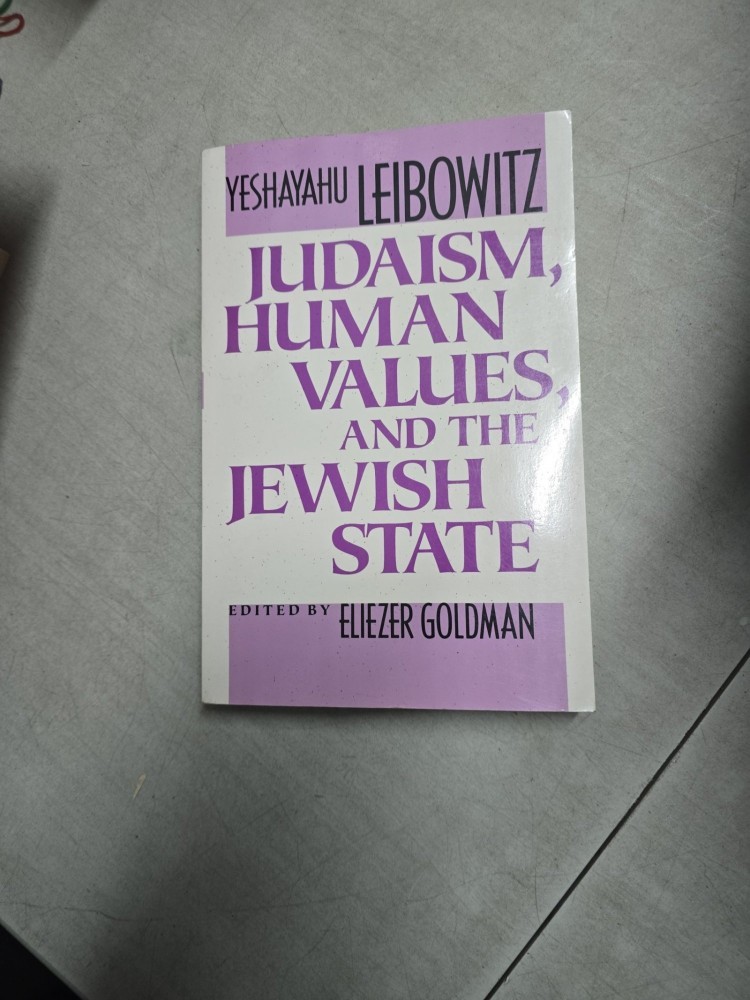 YESHAYAHU LEIBOWITZ
JUDAISM,
HUMAN
VALUES,
AND THE
JEWISH
STATE
EDITED BY ELIEZER GOLDMAN